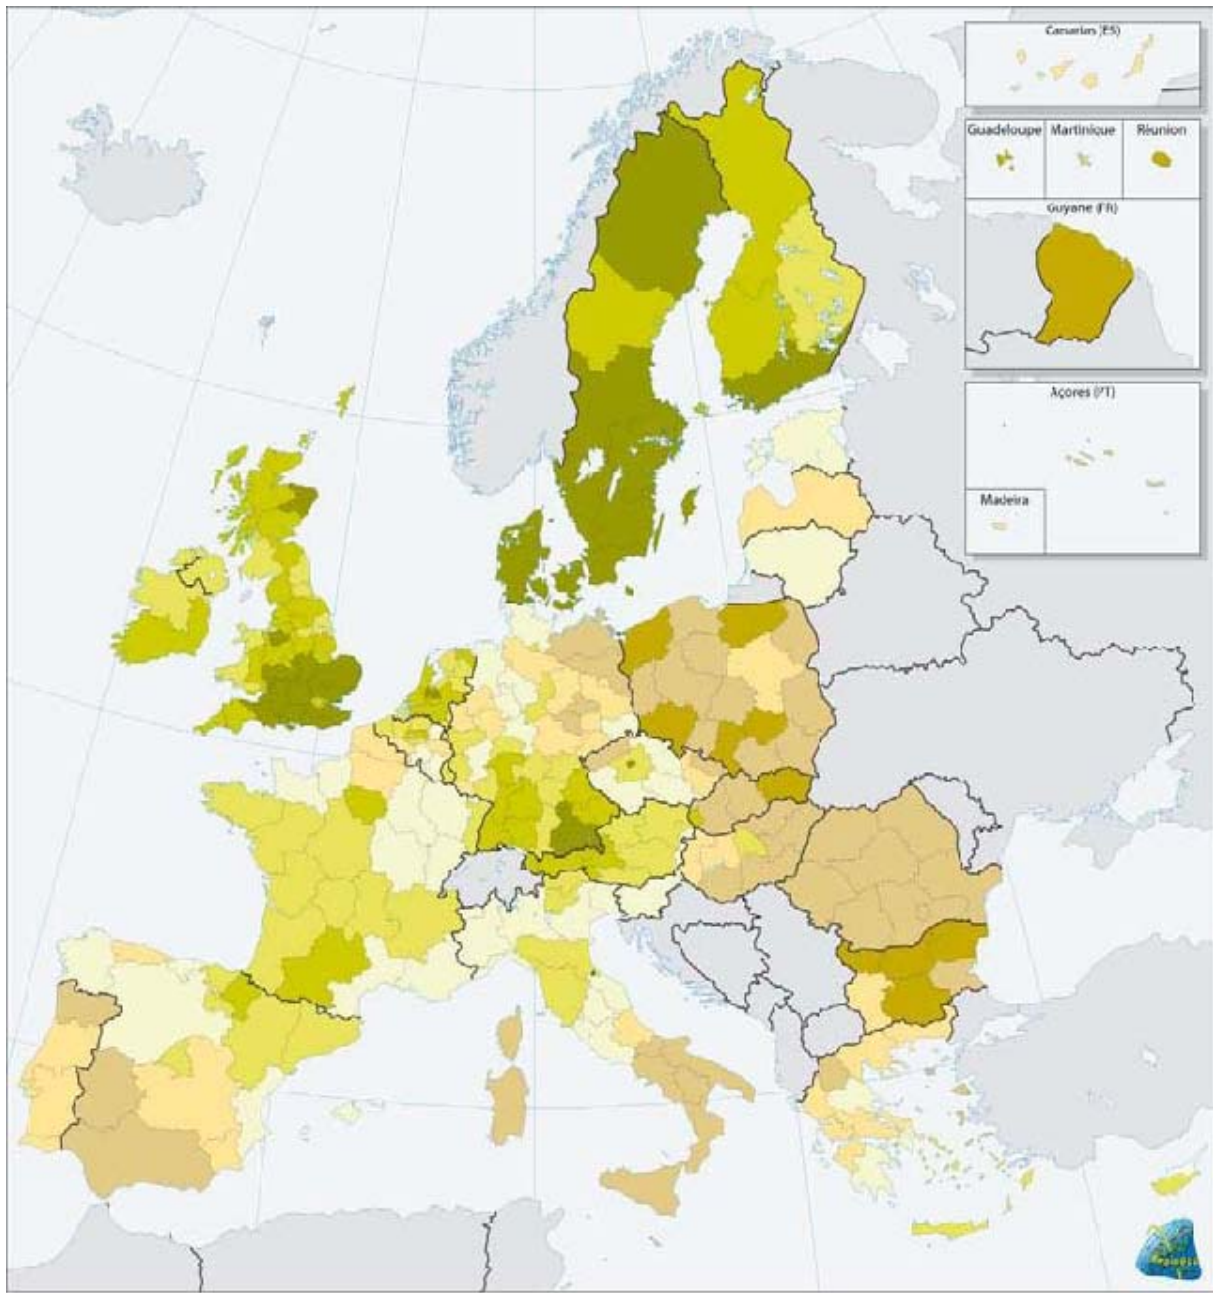 Canarias (ES)
Guadeloupe Martinique Réunion
Guyane (FR)
Açores (PT)
Madeira